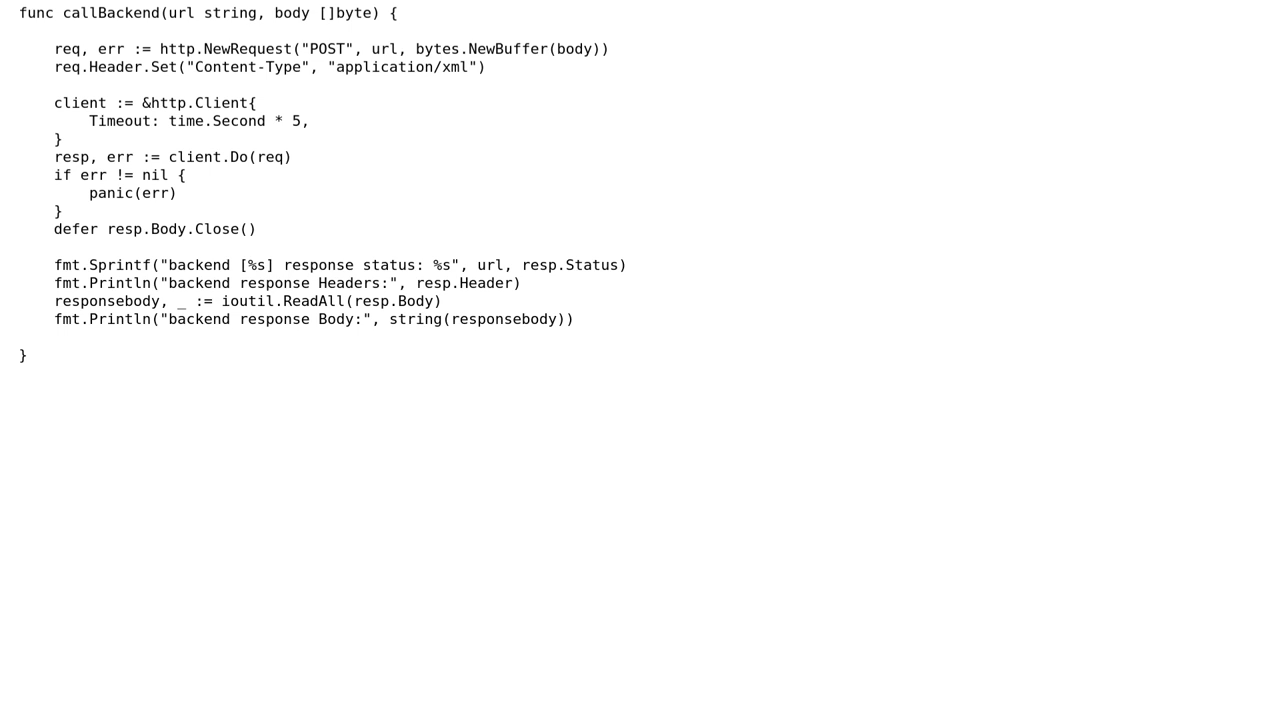 func callBackend(url string, body []byte) {
req, err := http.NewRequest("POST", url, bytes.NewBuffer(body))
req.Header.Set("Content-Type", "application/xml")
client := &http.Client{
Timeout: time.Second * 5,
}
resp, err := client.Do(req)
if err != nil {
panic(err)
}
defer resp.Body.Close()
fmt.Sprintf("backend [%s] response status: %s", url, resp.Status)
fmt.Println("backend response Headers:", resp.Header)
responsebody, _ := ioutil.ReadAll(resp.Body)
fmt.Println("backend response Body:", string(responsebody))
}